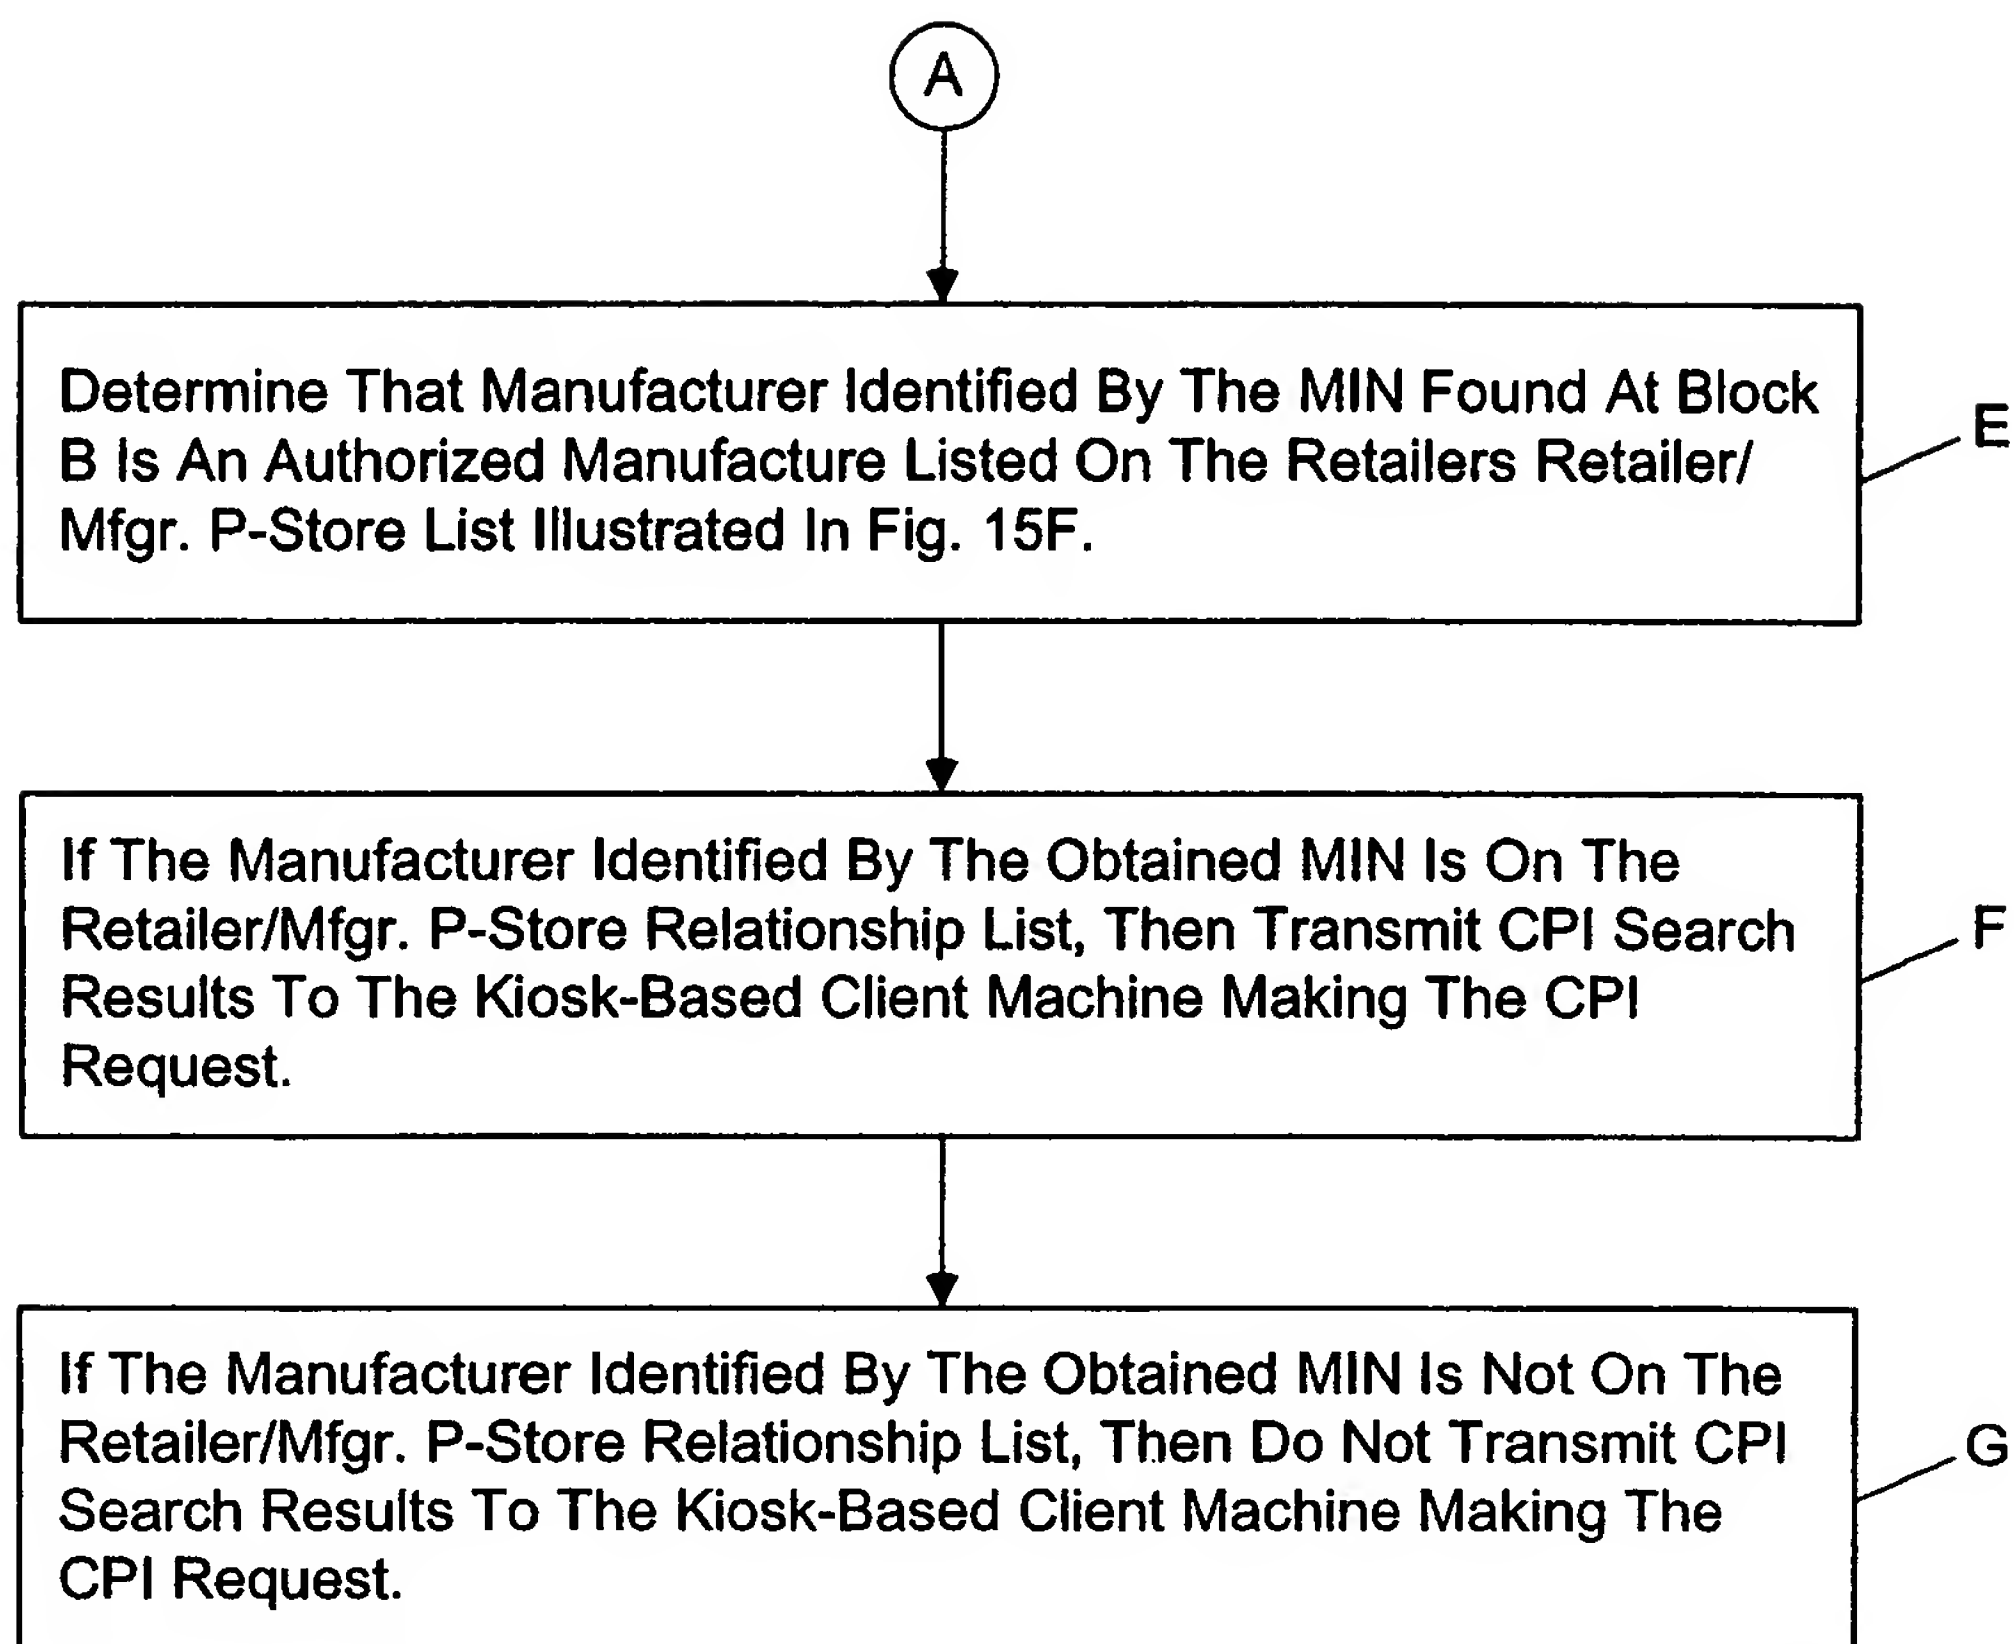 A
Determine That Manufacturer Identified By The MIN Found At Block
B Is An Authorized Manufacture Listed On The Retailers Retailer/
Mfgr. P-Store List Illustrated In Fig. 15F.
E
If The Manufacturer Identified By The Obtained MIN Is On The
Retailer/Mfgr. P-Store Relationship List, Then Transmit CPI Search
Results To The Kiosk-Based Client Machine Making The CPI
Request.
F
If The Manufacturer Identified By The Obtained MIN Is Not On The
Retailer/Mfgr. P-Store Relationship List, Then Do Not Transmit CPI
Search Results To The Kiosk-Based Client Machine Making The
CPI Request.
G